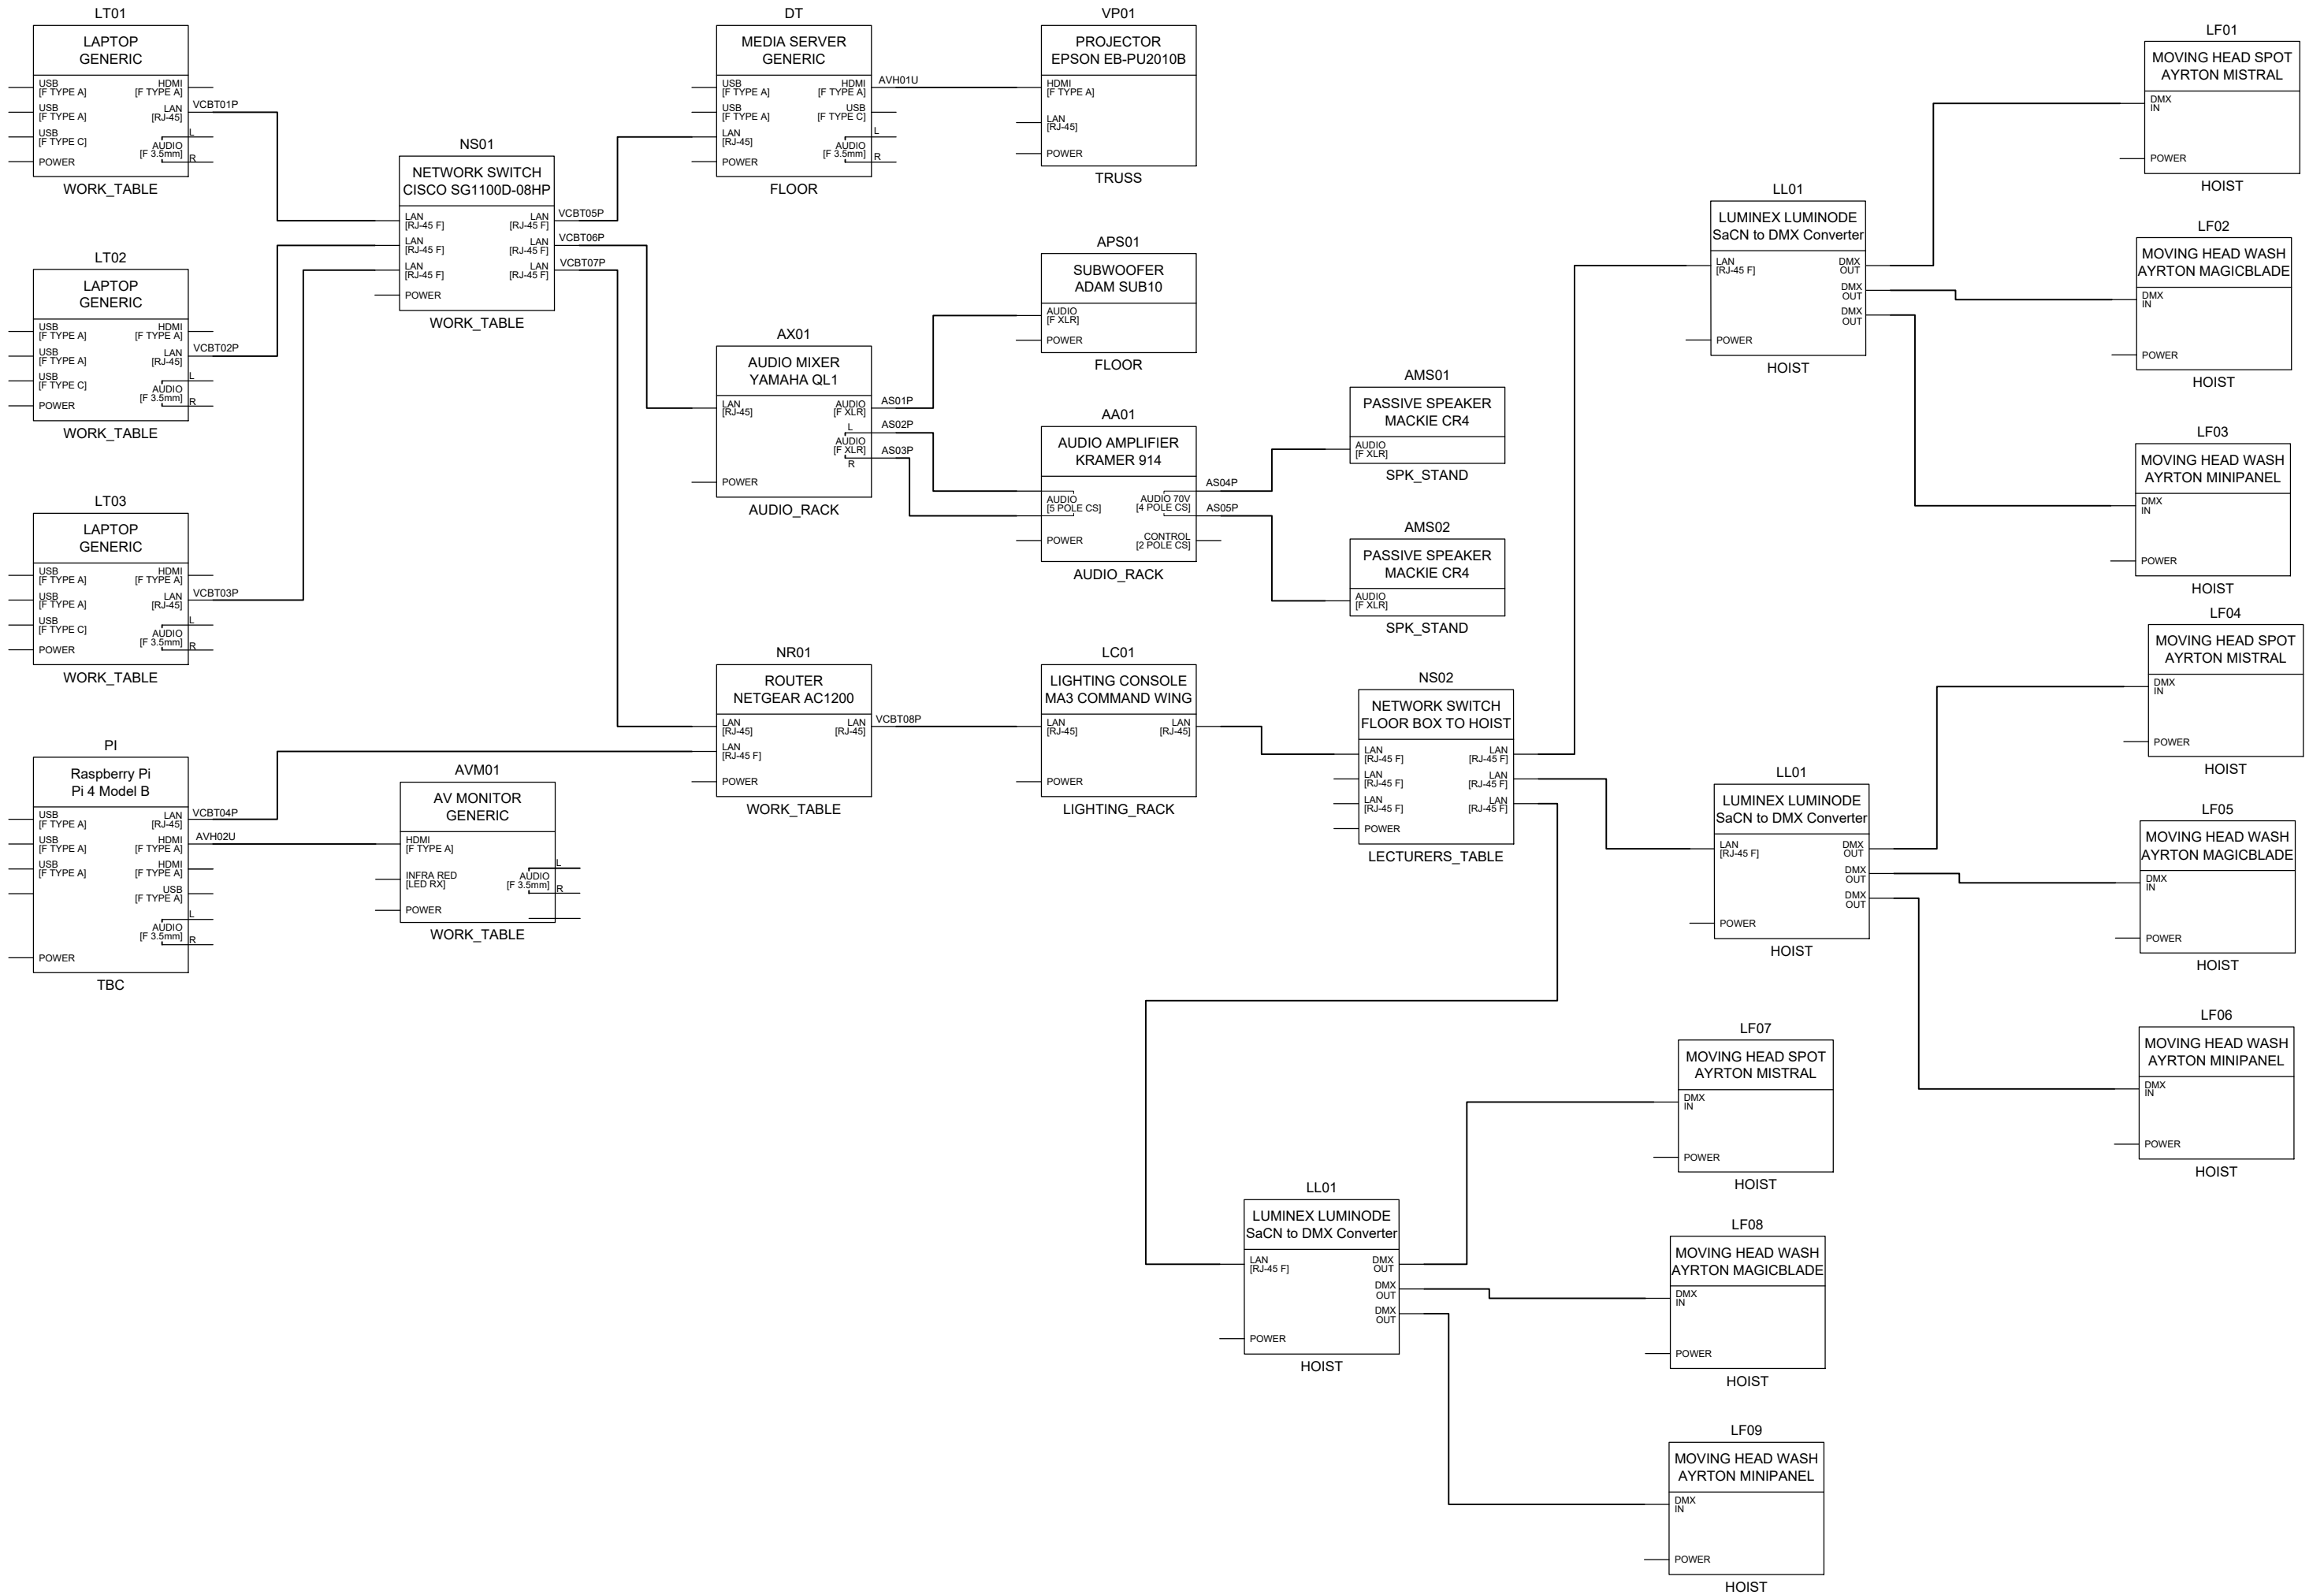 LT01
LAPTOP
GENERIC
USB
[F TYPE A]
HDMI
[F TYPE A]
USB
[F TYPE A]
LAN
[RJ-45]
VCBT01P
USB
[F TYPE C]
L
AUDIO
[F 3.5mm]
R
POWER
WORK_TABLE
LT02
LAPTOP
GENERIC
USB
[F TYPE A]
HDMI
[F TYPE A]
USB
[F TYPE A]
LAN
[RJ-45]
VCBT02P
USB
[F TYPE C]
L
AUDIO
[F 3.5mm]
R
POWER
WORK_TABLE
LT03
LAPTOP
GENERIC
USB
[F TYPE A]
HDMI
[F TYPE A]
USB
[F TYPE A]
LAN
[RJ-45]
VCBT03P
USB
[F TYPE C]
L
AUDIO
[F 3.5mm]
R
POWER
WORK_TABLE
PI
Raspberry Pi
Pi 4 Model B
USB
[F TYPE A]
LAN
[RJ-45]
VCBT04P
USB
[F TYPE A]
HDMI
[F TYPE A]
AVH02U
USB
[F TYPE A]
HDMI
[F TYPE A]
USB
[F TYPE A]
L
AUDIO
[F 3.5mm]
R
POWER
TBC
NS01
NETWORK SWITCH
CISCO SG1100D-08HP
LAN
[RJ-45 F]
LAN
[RJ-45 F]
VCBT05P
LAN
[RJ-45 F]
LAN
[RJ-45 F]
VCBT06P
LAN
[RJ-45 F]
LAN
[RJ-45 F]
VCBT07P
POWER
WORK_TABLE
AVM01
AV MONITOR
GENERIC
HDMI
[F TYPE A]
INFRA RED
[LED RX]
L
AUDIO
[F 3.5mm]
R
POWER
WORK_TABLE
DT
MEDIA SERVER
GENERIC
USB
[F TYPE A]
HDMI
[F TYPE A]
AVH01U
USB
[F TYPE A]
USB
[F TYPE C]
LAN
[RJ-45]
L
AUDIO
[F 3.5mm]
R
POWER
FLOOR
AX01
AUDIO MIXER
YAMAHA QL1
LAN
[RJ-45]
AUDIO
[F XLR]
AS01P
L
AS02P
AUDIO
[F XLR]
R
AS03P
POWER
AUDIO_RACK
NR01
ROUTER
NETGEAR AC1200
LAN
[RJ-45]
LAN
[RJ-45]
VCBT08P
LAN
[RJ-45 F]
POWER
WORK_TABLE
VP01
PROJECTOR
EPSON EB-PU2010B
HDMI
[F TYPE A]
LAN
[RJ-45]
POWER
TRUSS
APS01
SUBWOOFER
ADAM SUB10
AUDIO
[F XLR]
POWER
FLOOR
AA01
AUDIO AMPLIFIER
KRAMER 914
AUDIO
[5 POLE CS]
AUDIO 70V
[4 POLE CS]
AS04P
AS05P
POWER
CONTROL
[2 POLE CS]
AUDIO_RACK
LC01
LIGHTING CONSOLE
MA3 COMMAND WING
LAN
[RJ-45]
LAN
[RJ-45]
POWER
LIGHTING_RACK
AMS01
PASSIVE SPEAKER
MACKIE CR4
AUDIO
[F XLR]
SPK_STAND
AMS02
PASSIVE SPEAKER
MACKIE CR4
AUDIO
[F XLR]
SPK_STAND
NS02
NETWORK SWITCH
FLOOR BOX TO HOIST
LAN
[RJ-45 F]
LAN
[RJ-45 F]
LAN
[RJ-45 F]
LAN
[RJ-45 F]
LAN
[RJ-45 F]
LAN
[RJ-45 F]
POWER
LECTURERS_TABLE
LL01
LUMINEX LUMINODE
SaCN to DMX Converter
LAN
[RJ-45 F]
DMX
OUT
DMX
OUT
DMX
OUT
POWER
HOIST
LF01
MOVING HEAD SPOT
AYRTON MISTRAL
DMX
IN
POWER
HOIST
LF02
MOVING HEAD WASH
AYRTON MAGICBLADE
DMX
IN
POWER
HOIST
LF03
MOVING HEAD WASH
AYRTON MINIPANEL
DMX
IN
POWER
HOIST
LL01
LUMINEX LUMINODE
SaCN to DMX Converter
LAN
[RJ-45 F]
DMX
OUT
DMX
OUT
DMX
OUT
POWER
HOIST
LF04
MOVING HEAD SPOT
AYRTON MISTRAL
DMX
IN
POWER
HOIST
LF05
MOVING HEAD WASH
AYRTON MAGICBLADE
DMX
IN
POWER
HOIST
LF06
MOVING HEAD WASH
AYRTON MINIPANEL
DMX
IN
POWER
HOIST
LL01
LUMINEX LUMINODE
SaCN to DMX Converter
LAN
[RJ-45 F]
DMX
OUT
DMX
OUT
DMX
OUT
POWER
HOIST
LF07
MOVING HEAD SPOT
AYRTON MISTRAL
DMX
IN
POWER
HOIST
LF08
MOVING HEAD WASH
AYRTON MAGICBLADE
DMX
IN
POWER
HOIST
LF09
MOVING HEAD WASH
AYRTON MINIPANEL
DMX
IN
POWER
HOIST